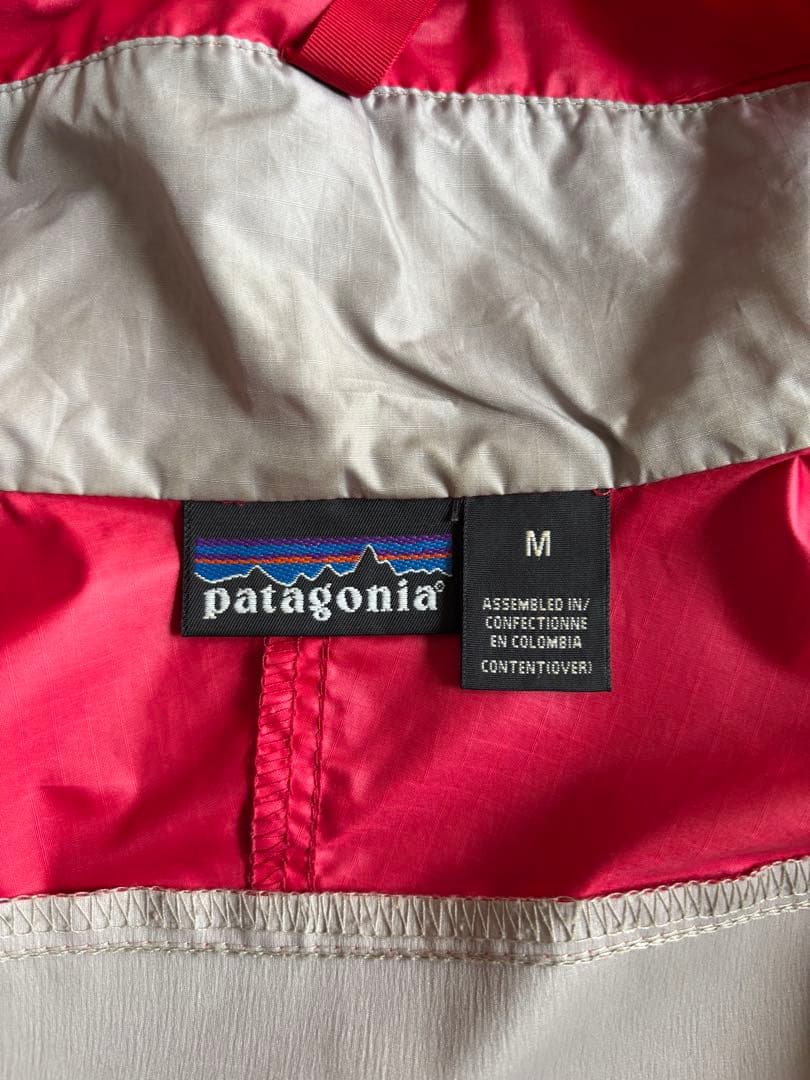 patagonia®
M
ASSEMBLED IN/
CONFECTIONNE
EN COLOMBIA
CONTENT(OVER)